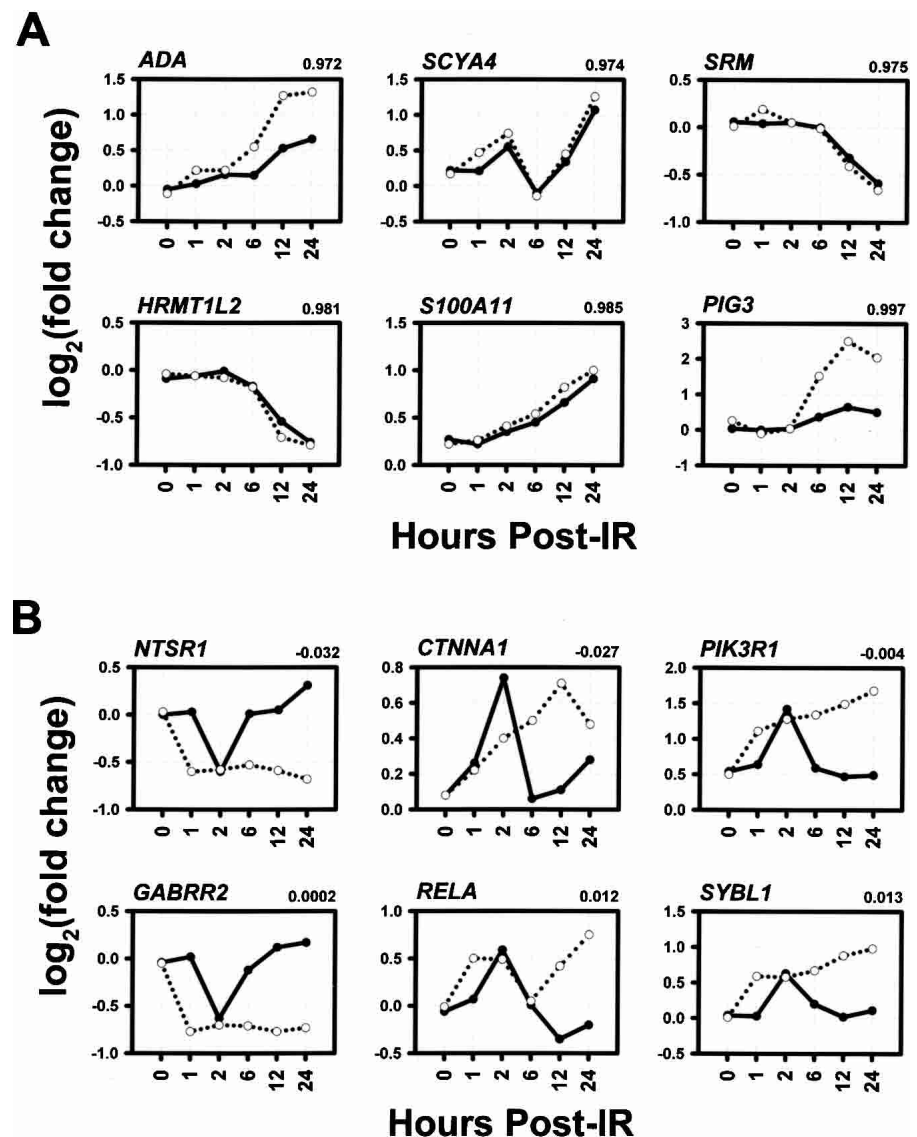 A
ADA 0.972 SCYA4 0.974 SRM 0.975
1.5 1.5 0.5
1.0 1.0
0.5 0.5 0.0
0.0 0.0 -0.5
-0.5 -0.5 -1.0
0 1 2 6 12 24 0 1 2 6 12 24 0 1 2 6 12 24
log2(fold change)
HRMT1L2 0.981 S100A11 0.985 PIG3 0.997
0.5 1.5 3
0.0 1.0 2
-0.5 0.5 1
0
-1.0 0.0 -1
0 1 2 6 12 24 0 1 2 6 12 24 0 1 2 6 12 24
Hours Post-IR
B
NTSR1 -0.032 CTNNA1 -0.027 PIK3R1 -0.004
0.5 0.8 2.0
0.0 0.6 1.5
0.4 1.0
-0.5 0.2 0.5
-1.0 0.0 0.0
0 1 2 6 12 24 0 1 2 6 12 24 0 1 2 6 12 24
log2(fold change)
GABRR2 0.0002 RELA 0.012 SYBL1 0.013
0.5 1.0 1.5
0.0 0.5 1.0
0.5
-0.5 0.0 0.0
-1.0 -0.5 -0.5
0 1 2 6 12 24 0 1 2 6 12 24 0 1 2 6 12 24
Hours Post-IR